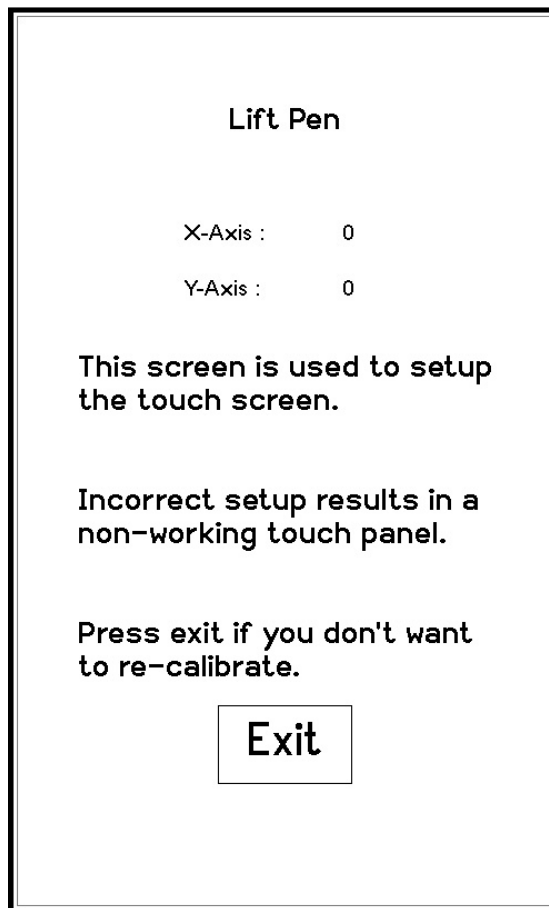 Lift Pen
X-Axis : 0
Y-Axis : 0
This screen is used to setup
the touch screen.
Incorrect setup results in a
non-working touch panel.
Press exit if you don't want
to re-calibrate.
Exit